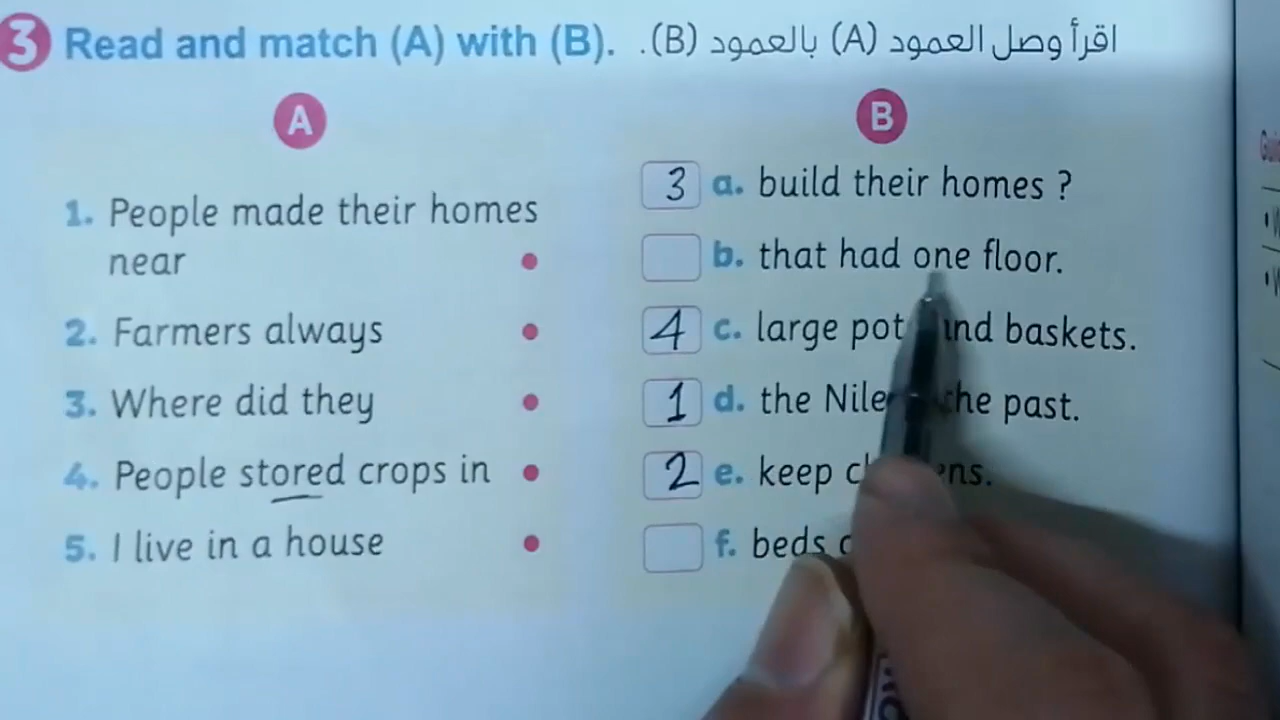 3 Read and match (A) with (B). اقرأ وصل العمود (A) بالعمود (B).
A
1. People made their homes
near
2. Farmers always
3. Where did they
4. People stored crops in
5. I live in a house
B
3 a. build their homes ?
b. that had one floor.
4 c. large and baskets.
1 d. the Nile the past.
2 e. keep
f. beds